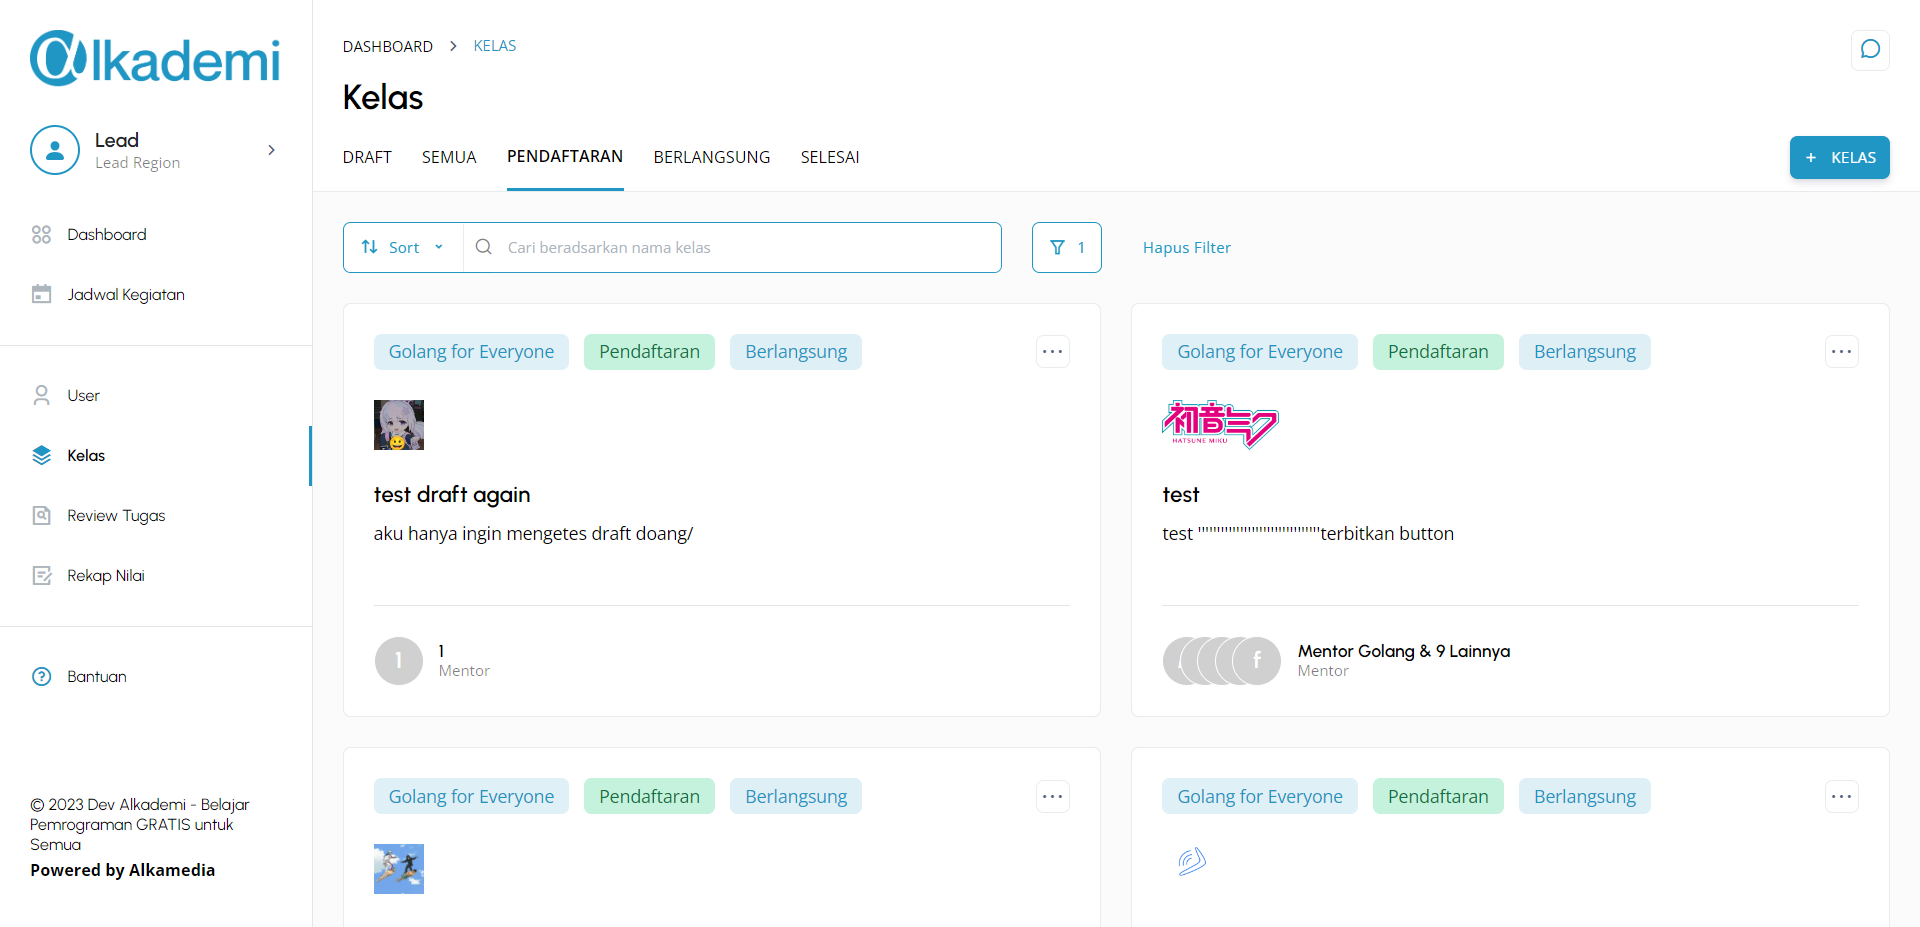 @lkademi
Lead
Lead Region
Dashboard
Jadwal Kegiatan
User
Kelas
Review Tugas
Rekap Nilai
Bantuan
© 2023 Dev Alkademi - Belajar
Pemrograman GRATIS untuk
Semua
Powered by Alkamedia
DASHBOARD > KELAS
Kelas
DRAFT SEMUA PENDAFTARAN BERLANGSUNG SELESAI
+ KELAS
Sort Cari beradsarkan nama kelas 1 Hapus Filter
Golang for Everyone Pendaftaran Berlangsung
test draft again
aku hanya ingin mengetes draft doang/
1 1
Mentor
Golang for Everyone Pendaftaran Berlangsung
初音ミク
HATSUNE MIKU
test
test """"""""""""""""terbitkan button
f Mentor Golang & 9 Lainnya
Mentor
Golang for Everyone Pendaftaran Berlangsung
Golang for Everyone Pendaftaran Berlangsung